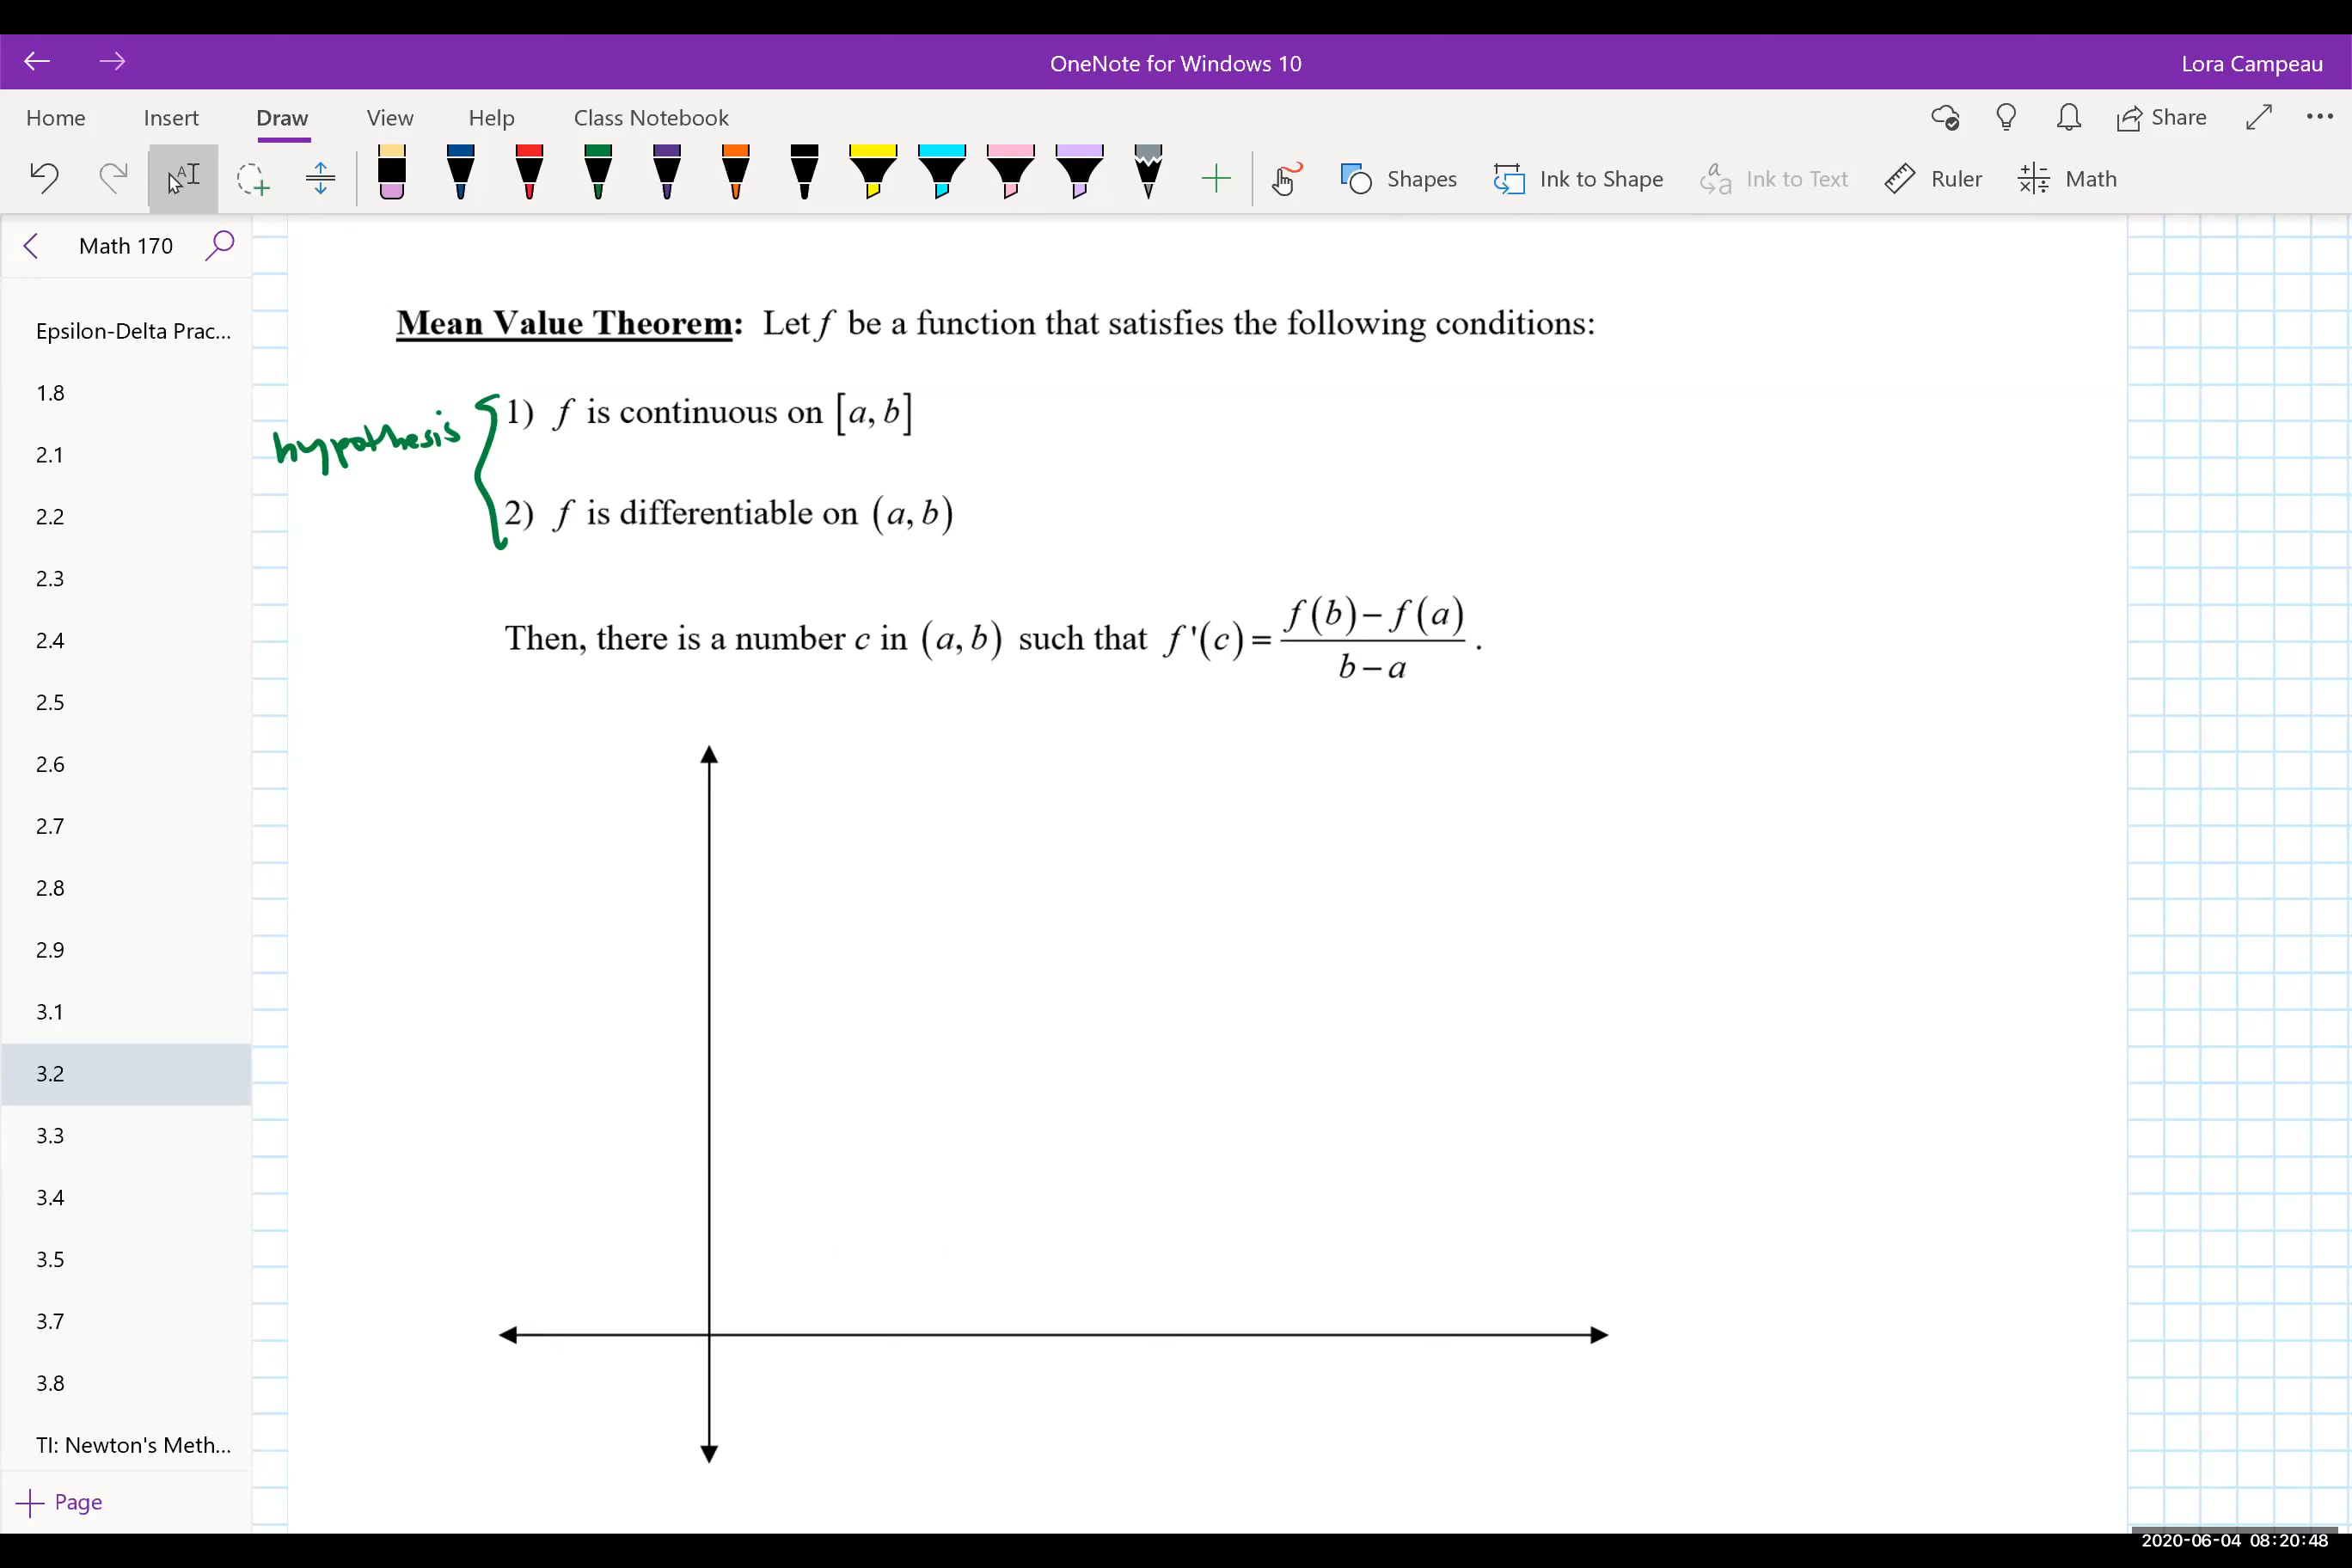 OneNote for Windows 10
Lora Campeau
Home Insert Draw View Help Class Notebook
Share
Shapes Ink to Shape Ink to Text Ruler Math
Math 170
Epsilon-Delta Prac...
1.8
2.1
2.2
2.3
2.4
2.5
2.6
2.7
2.8
2.9
3.1
3.2
3.3
3.4
3.5
3.7
3.8
TI: Newton's Meth...
Page
Mean Value Theorem: Let f be a function that satisfies the following conditions:
hypothesis
1) f is continuous on [a, b]
2) f is differentiable on (a, b)
Then, there is a number c in (a, b) such that f'(c) = f(b) − f(a) / b − a .
2020-06-04 08:20:48